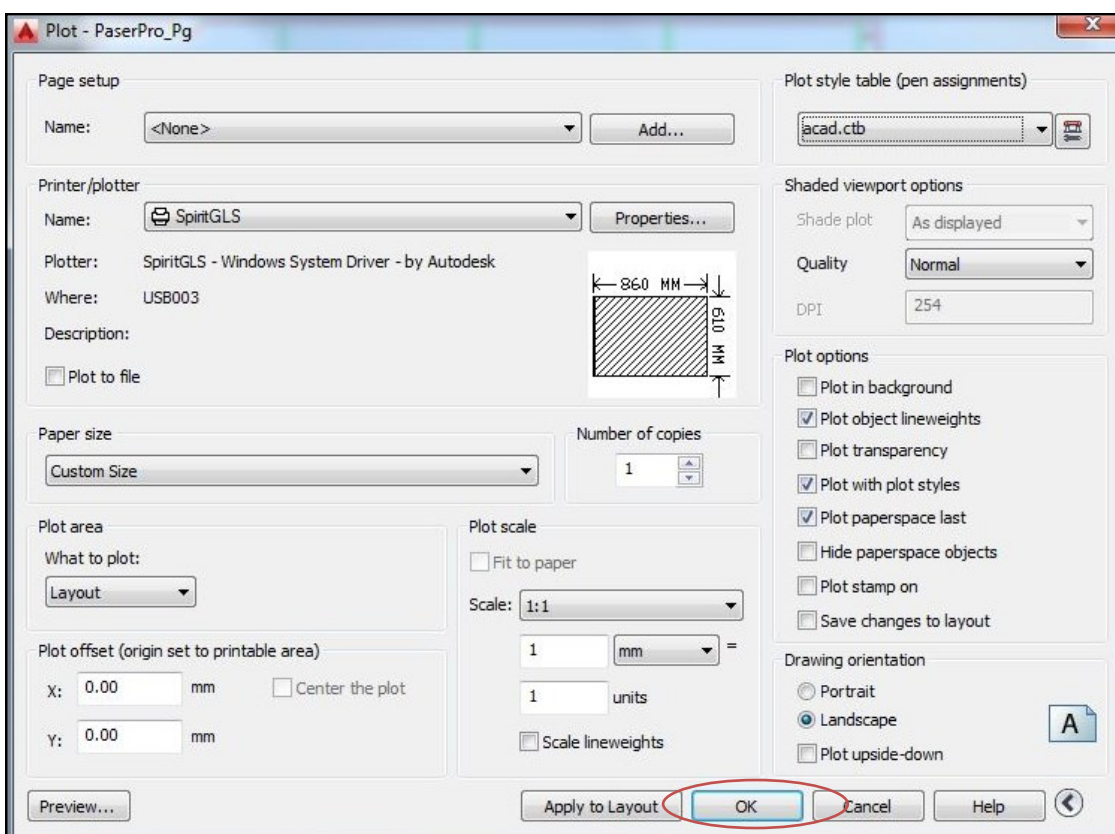 Plot - PaserPro_Pg
X
Page setup
Name: <None> Add...
Plot style table (pen assignments)
acad.ctb
Printer/plotter
Name: SpiritGLS Properties...
Plotter: SpiritGLS - Windows System Driver - by Autodesk
Where: USB003
Description:
Plot to file
860 MM
610 MM
Shaded viewport options
Shade plot As displayed
Quality Normal
DPI 254
Paper size
Custom Size
Number of copies
1
Plot options
Plot in background
Plot object lineweights
Plot transparency
Plot with plot styles
Plot paperspace last
Hide paperspace objects
Plot stamp on
Save changes to layout
Plot area
What to plot:
Layout
Plot scale
Fit to paper
Scale: 1:1
1 mm =
1 units
Scale lineweights
Plot offset (origin set to printable area)
X: 0.00 mm Center the plot
Y: 0.00 mm
Drawing orientation
Portrait
Landscape
Plot upside-down
A
Preview... Apply to Layout OK Cancel Help